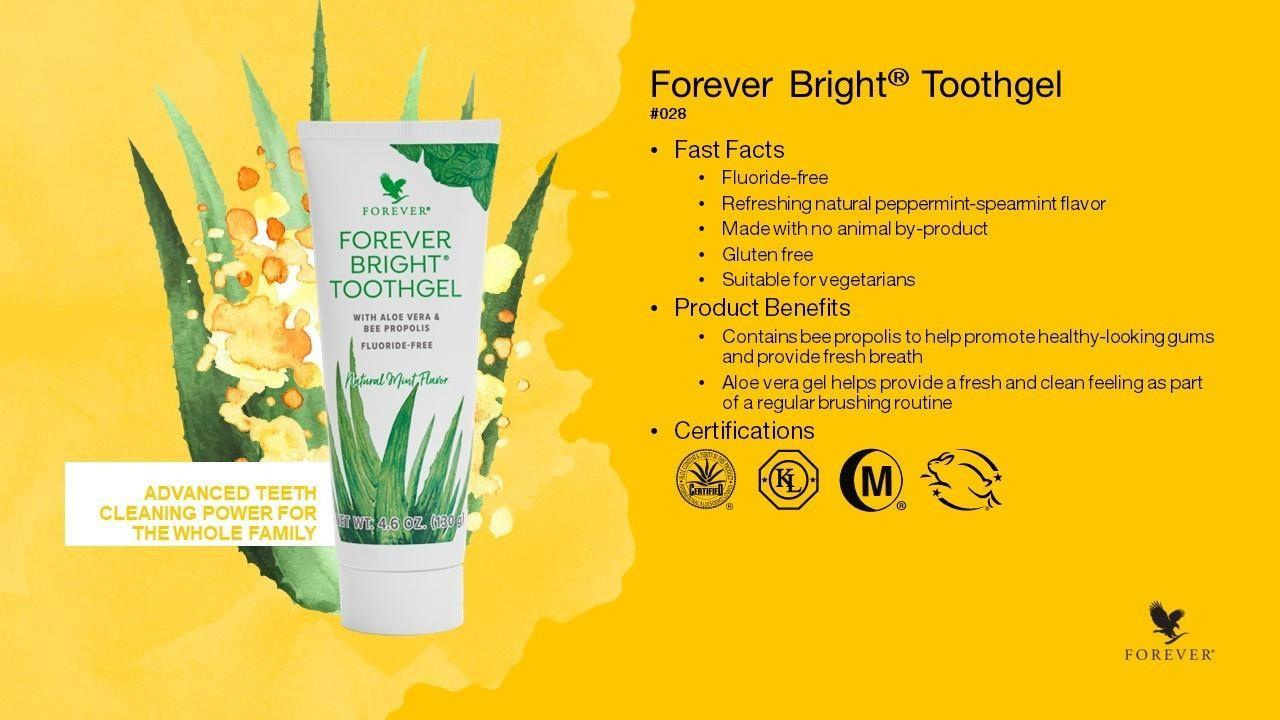 Forever Bright® Toothgel
#028
• Fast Facts
• Fluoride-free
• Refreshing natural peppermint-spearmint flavor
• Made with no animal by-product
• Gluten free
• Suitable for vegetarians
• Product Benefits
• Contains bee propolis to help promote healthy-looking gums
and provide fresh breath
• Aloe vera gel helps provide a fresh and clean feeling as part
of a regular brushing routine
• Certifications
CERTIFIED
®
KL
M
®
FOREVER®
FOREVER
BRIGHT®
TOOTHGEL
WITH ALOE VERA &
BEE PROPOLIS
FLUORIDE-FREE
Natural Mint Flavor
NET WT. 4.6 OZ. (130 g)
ADVANCED TEETH
CLEANING POWER FOR
THE WHOLE FAMILY
FOREVER®